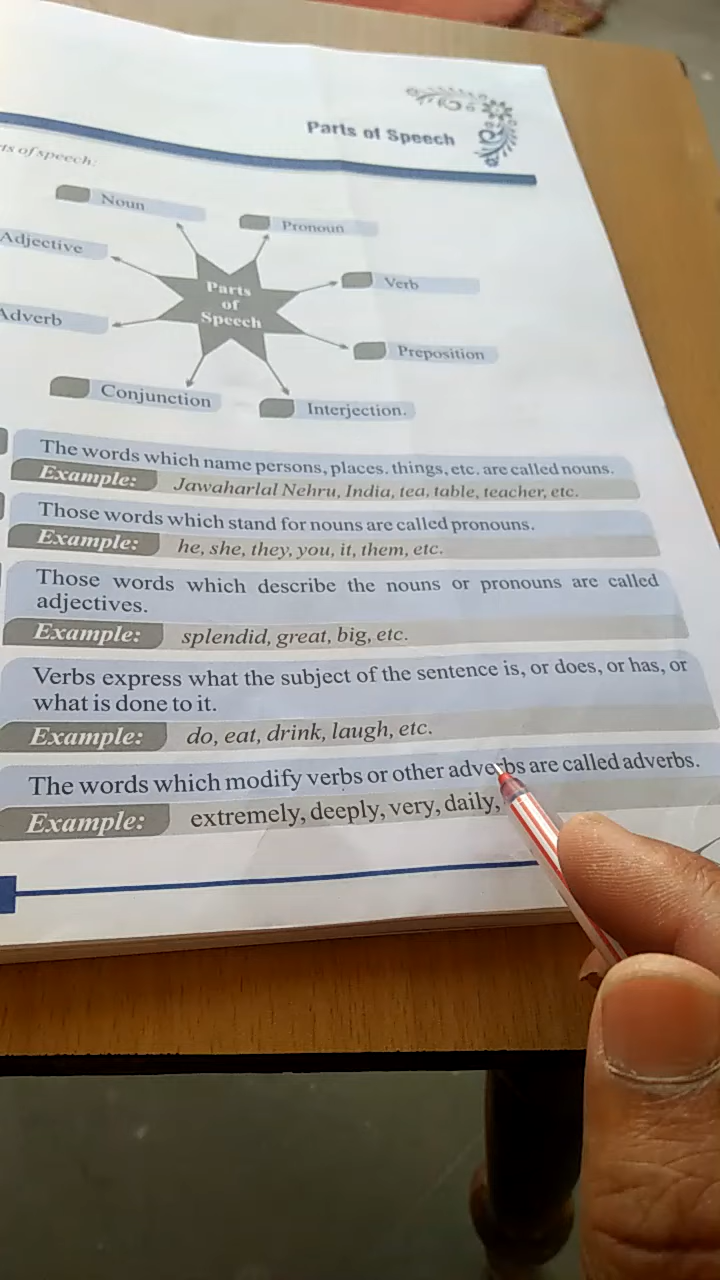 Parts of Speech
ts of speech:
Noun
Pronoun
Adjective
Verb
Parts
of
Speech
Adverb
Preposition
Conjunction
Interjection.
The words which name persons, places. things, etc. are called nouns.
Example: Jawaharlal Nehru, India, tea, table, teacher, etc.
Those words which stand for nouns are called pronouns.
Example: he, she, they, you, it, them, etc.
Those words which describe the nouns or pronouns are called
adjectives.
Example: splendid, great, big, etc.
Verbs express what the subject of the sentence is, or does, or has, or
what is done to it.
Example: do, eat, drink, laugh, etc.
The words which modify verbs or other adverbs are called adverbs.
Example: extremely, deeply, very, daily,